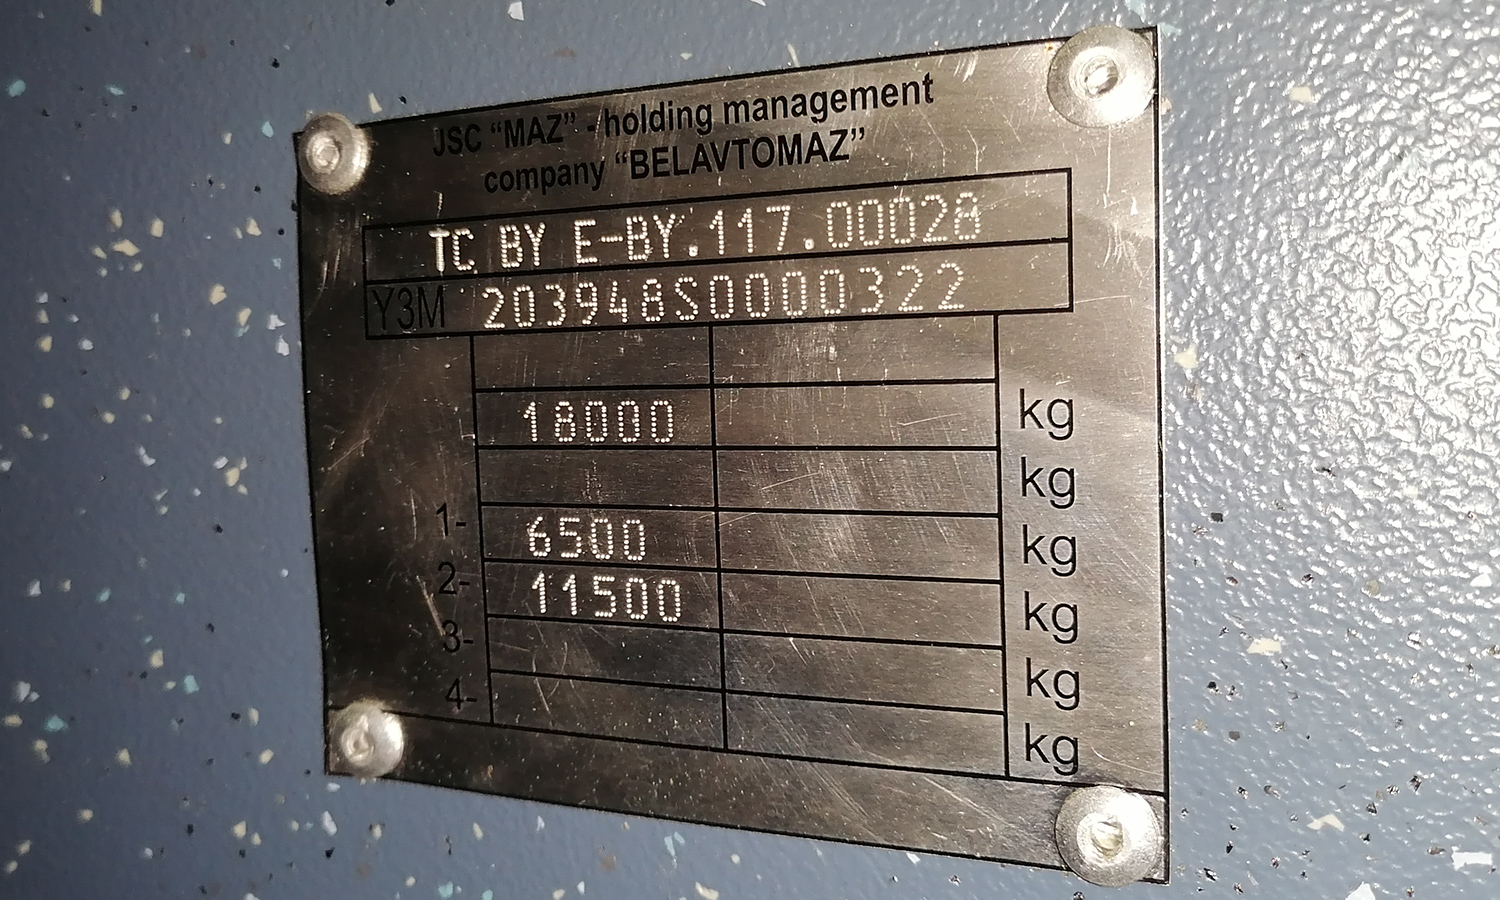 JSC “MAZ” - holding management
company “BELAVTOMAZ”
TC BY E-BY.117.00028
Y3M 203948S0000322
18000 kg
kg
1- 6500 kg
2- 11500 kg
3- kg
4- kg